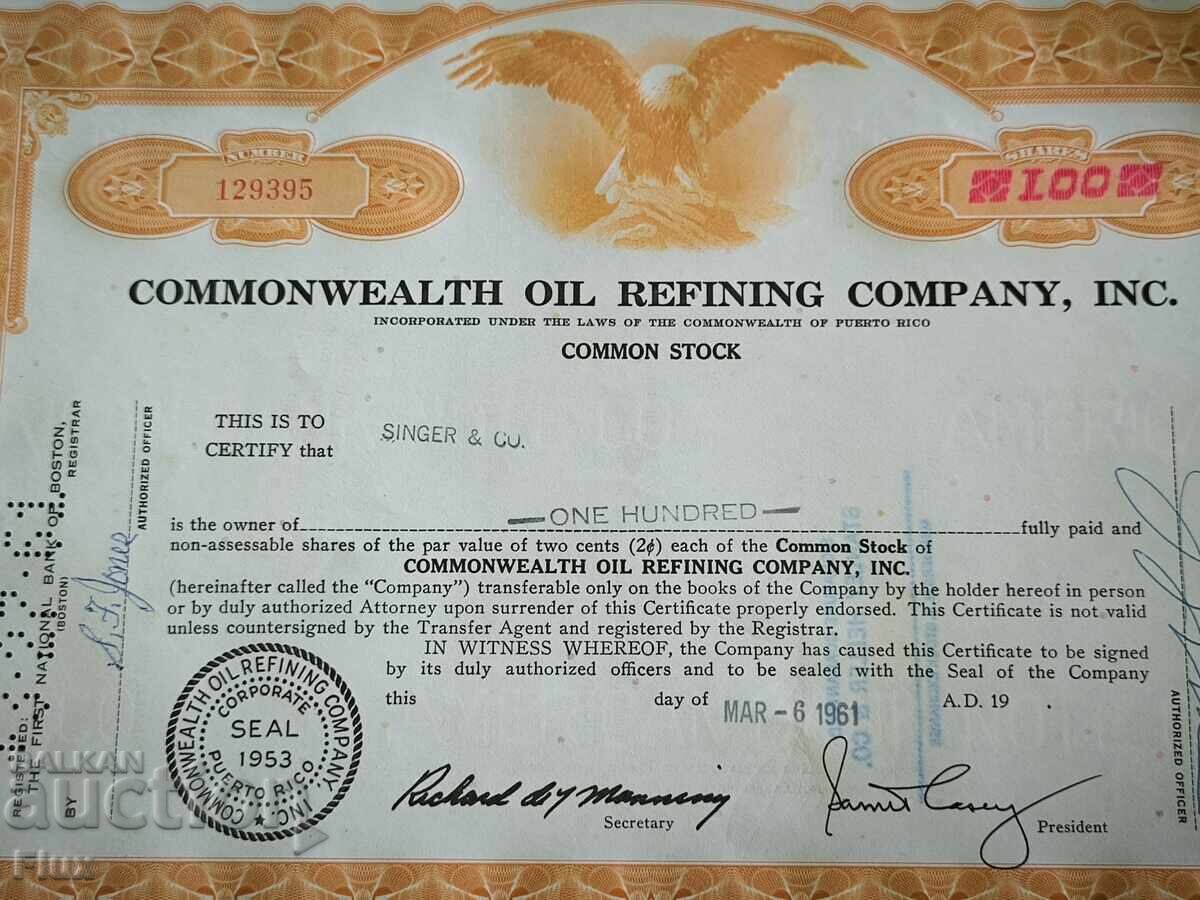 NUMBER
129395
SHARES
100
COMMONWEALTH OIL REFINING COMPANY, INC.
INCORPORATED UNDER THE LAWS OF THE COMMONWEALTH OF PUERTO RICO
COMMON STOCK
THIS IS TO
CERTIFY that
SINGER & CO.
is the owner of
ONE HUNDRED
fully paid and
non-assessable shares of the par value of two cents (2¢) each of the Common Stock of
COMMONWEALTH OIL REFINING COMPANY, INC.
(hereinafter called the "Company") transferable only on the books of the Company by the holder hereof in person
or by duly authorized Attorney upon surrender of this Certificate properly endorsed. This Certificate is not valid
unless countersigned by the Transfer Agent and registered by the Registrar.
IN WITNESS WHEREOF, the Company has caused this Certificate to be signed
by its duly authorized officers and to be sealed with the Seal of the Company
this day of MAR - 6 1961 A.D. 19 .
COMMONWEALTH OIL REFINING COMPANY, INC.
CORPORATE
SEAL
1953
PUERTO RICO
Richard de Y Manning
Secretary
Sam H Casey
President
REGISTERED:
THE FIRST NATIONAL BANK OF BOSTON,
(BOSTON)
REGISTRAR
BY
S. F. Jones
AUTHORIZED OFFICER
AUTHORIZED OFFICER
BALKAN
auction
Flux